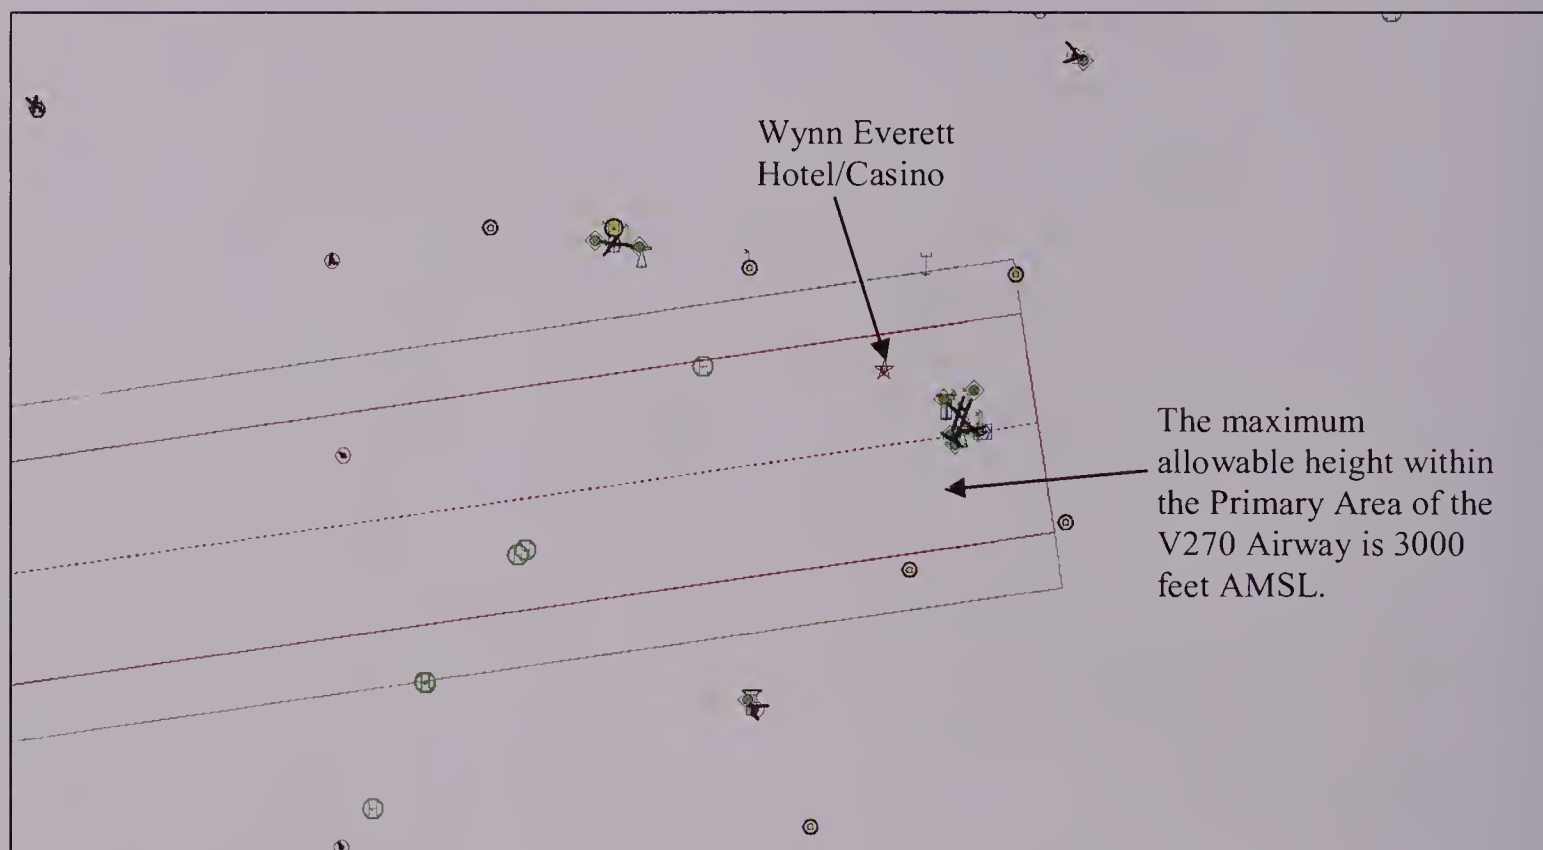 Wynn Everett
Hotel/Casino
The maximum
allowable height within
the Primary Area of the
V270 Airway is 3000
feet AMSL.